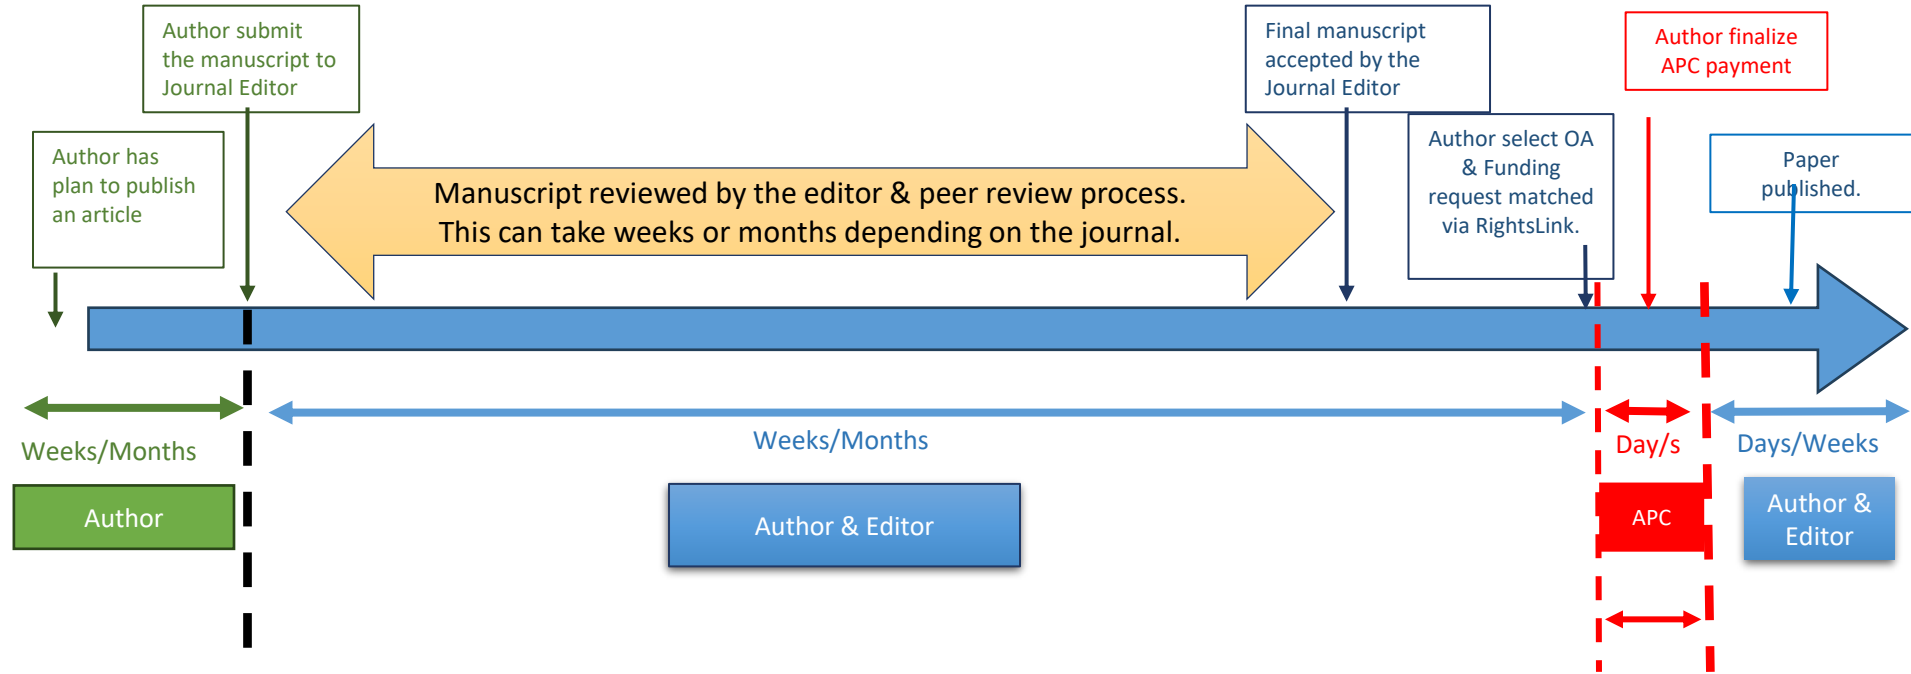 Author submit
the manuscript to
Journal Editor
Final manuscript
accepted by the
Journal Editor
Author finalize
APC payment
Author has
plan to publish
an article
Author select OA
& Funding
request matched
via RightsLink.
Paper
published.
Manuscript reviewed by the editor & peer review process.
This can take weeks or months depending on the journal.
Weeks/Months
Weeks/Months
Day/s
Days/Weeks
Author
Author & Editor
APC
Author &
Editor